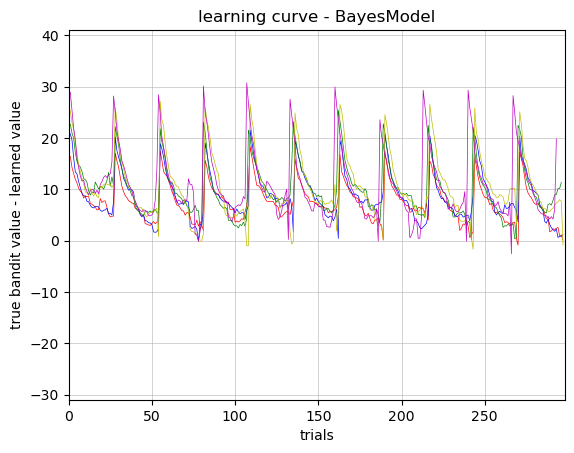 learning curve - BayesModel
true bandit value - learned value
40
30
20
10
0
−10
−20
−30
0 50 100 150 200 250
trials